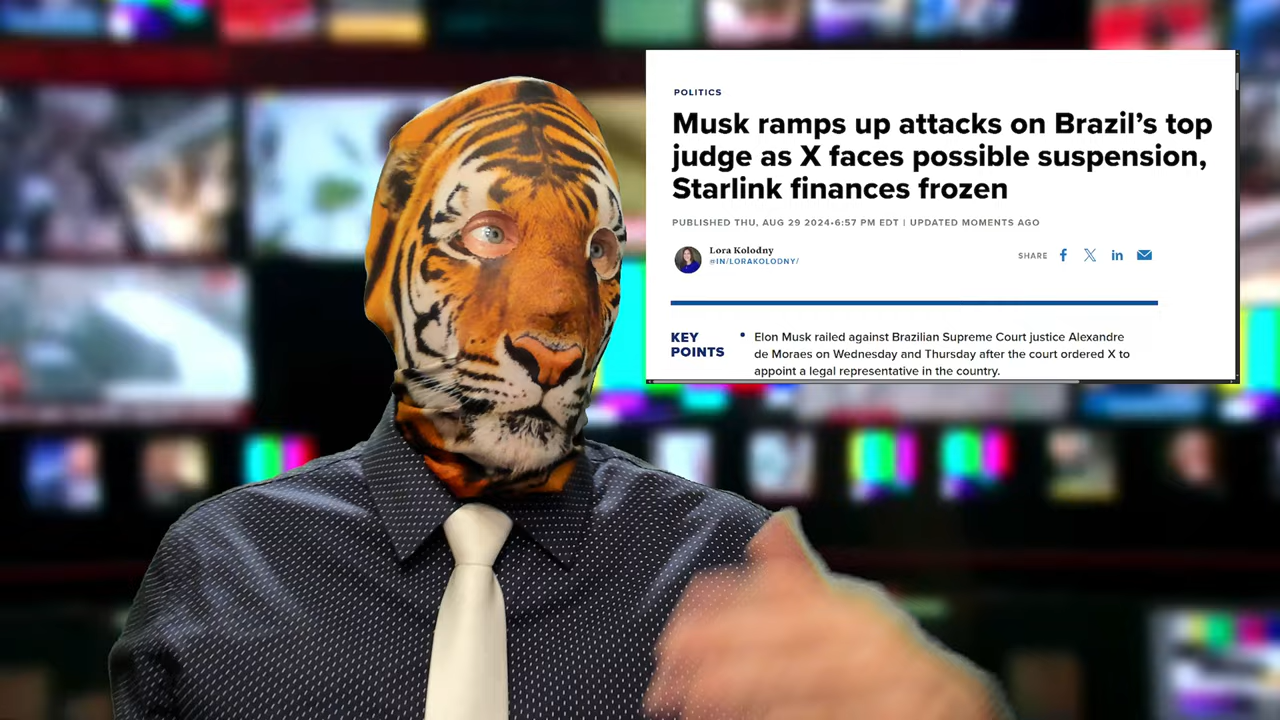 POLITICS
Musk ramps up attacks on Brazil's top
judge as X faces possible suspension,
Starlink finances frozen
PUBLISHED THU, AUG 29 2024•6:57 PM EDT | UPDATED MOMENTS AGO
Lora Kolodny
@IN/LORAKOLODNY/
SHARE
KEY
POINTS
• Elon Musk railed against Brazilian Supreme Court justice Alexandre
de Moraes on Wednesday and Thursday after the court ordered X to
appoint a legal representative in the country.